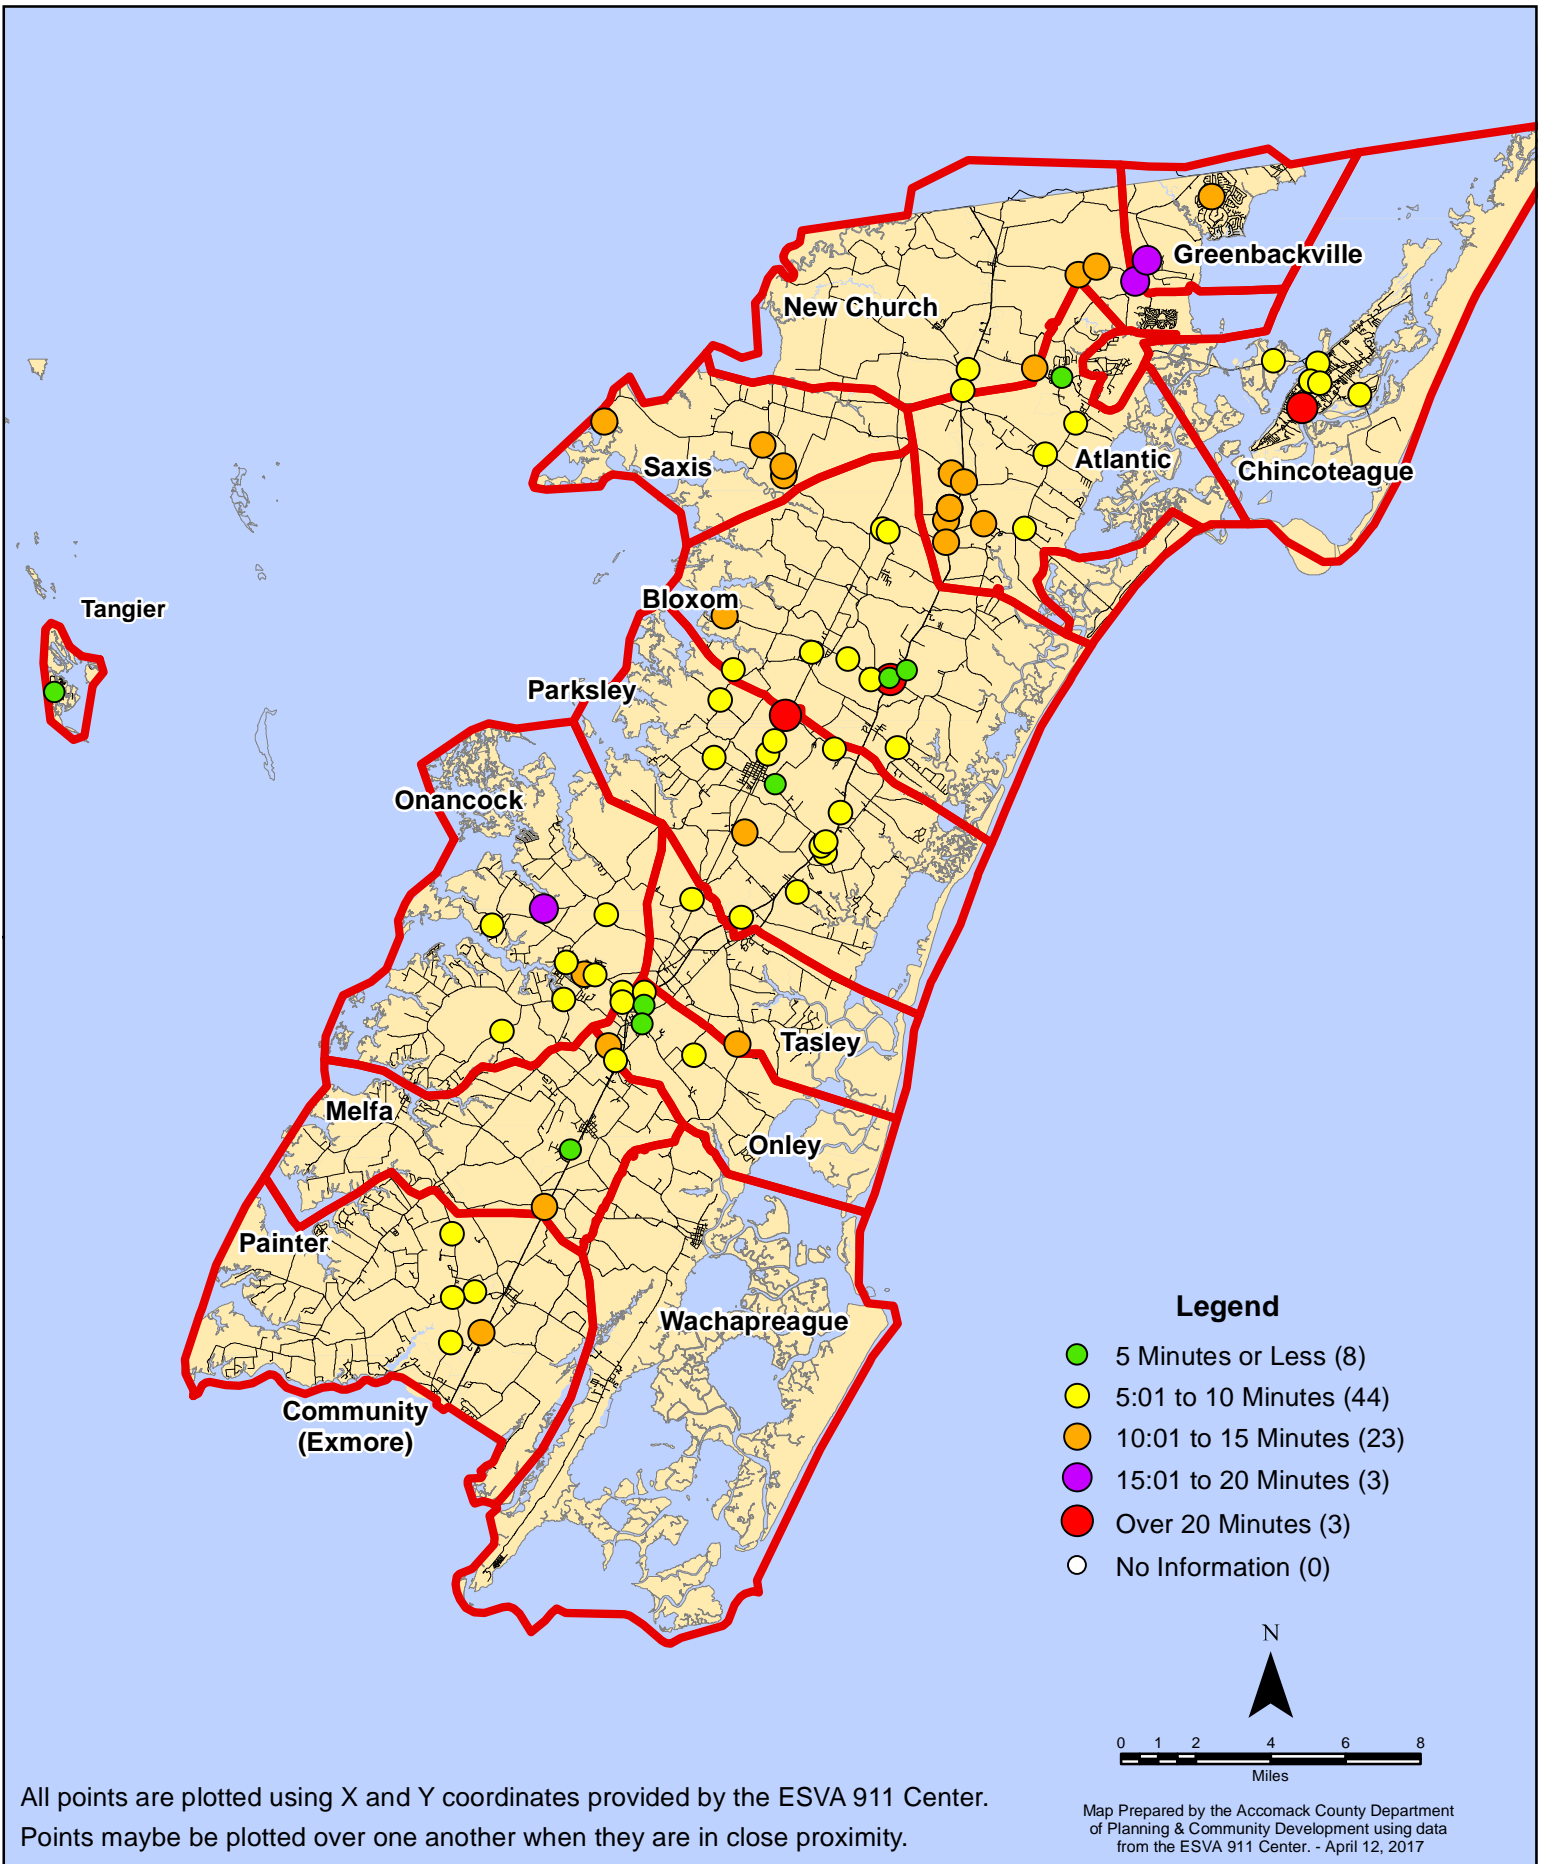 Greenbackville
New Church
Saxis
Atlantic
Chincoteague
Bloxom
Tangier
Parksley
Onancock
Tasley
Melfa
Onley
Painter
Wachapreague
Community
(Exmore)
Legend
5 Minutes or Less (8)
5:01 to 10 Minutes (44)
10:01 to 15 Minutes (23)
15:01 to 20 Minutes (3)
Over 20 Minutes (3)
No Information (0)
N
0 1 2 4 6 8
Miles
All points are plotted using X and Y coordinates provided by the ESVA 911 Center.
Points maybe be plotted over one another when they are in close proximity.
Map Prepared by the Accomack County Department
of Planning & Community Development using data
from the ESVA 911 Center. - April 12, 2017